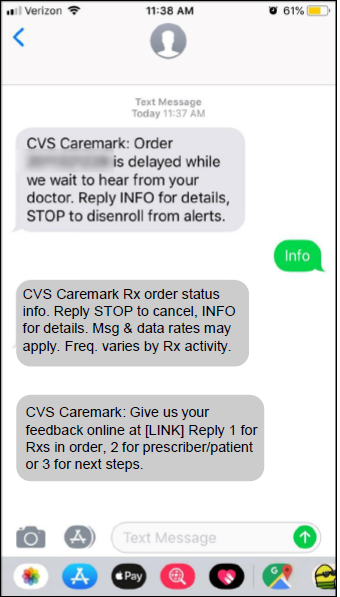 Verizon 11:38 AM 61%
Text Message
Today 11:37 AM
CVS Caremark: Order
is delayed while
we wait to hear from your
doctor. Reply INFO for details,
STOP to disenroll from alerts.
Info
CVS Caremark Rx order status
info. Reply STOP to cancel, INFO
for details. Msg & data rates may
apply. Freq. varies by Rx activity.
CVS Caremark: Give us your
feedback online at [LINK] Reply 1 for
Rxs in order, 2 for prescriber/patient
or 3 for next steps.
Text Message
Pay